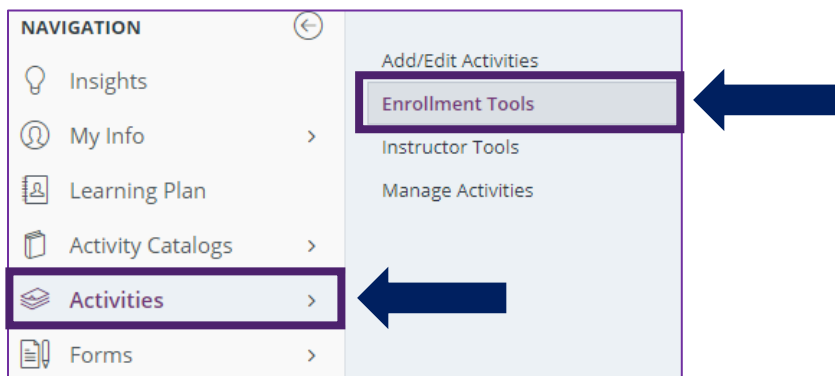 NAVIGATION
Insights
My Info
Learning Plan
Activity Catalogs
Activities
Forms
Add/Edit Activities
Enrollment Tools
Instructor Tools
Manage Activities